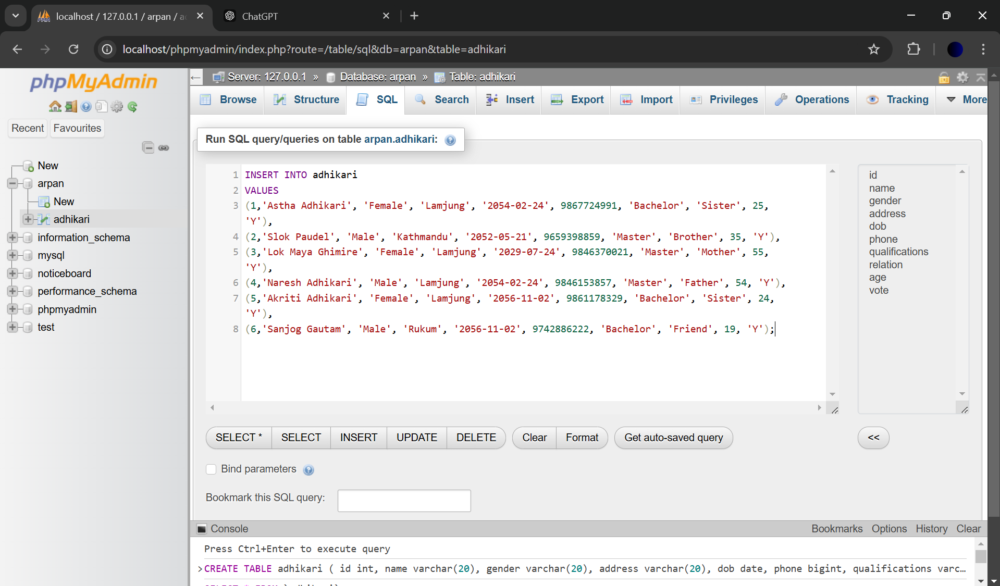 localhost / 127.0.0.1 / arpan /
ChatGPT
localhost/phpmyadmin/index.php?route=/table/sql&db=arpan&table=adhikari
phpMyAdmin
Recent
Favourites
New
arpan
New
adhikari
information_schema
mysql
noticeboard
performance_schema
phpmyadmin
test
Server: 127.0.0.1 » Database: arpan » Table: adhikari
Browse
Structure
SQL
Search
Insert
Export
Import
Privileges
Operations
Tracking
More
Run SQL query/queries on table arpan.adhikari:
1 INSERT INTO adhikari
2 VALUES
3 (1,'Astha Adhikari', 'Female', 'Lamjung', '2054-02-24', 9867724991, 'Bachelor', 'Sister', 25,
'Y'),
4 (2,'Slok Paudel', 'Male', 'Kathmandu', '2052-05-21', 9659398859, 'Master', 'Brother', 35, 'Y'),
5 (3,'Lok Maya Ghimire', 'Female', 'Lamjung', '2029-07-24', 9846370021, 'Master', 'Mother', 55,
'Y'),
6 (4,'Naresh Adhikari', 'Male', 'Lamjung', '2054-02-24', 9846153857, 'Master', 'Father', 54, 'Y'),
7 (5,'Akriti Adhikari', 'Female', 'Lamjung', '2056-11-02', 9861178329, 'Bachelor', 'Sister', 24,
'Y'),
8 (6,'Sanjog Gautam', 'Male', 'Rukum', '2056-11-02', 9742886222, 'Bachelor', 'Friend', 19, 'Y');
id
name
gender
address
dob
phone
qualifications
relation
age
vote
SELECT *
SELECT
INSERT
UPDATE
DELETE
Clear
Format
Get auto-saved query
<<
Bind parameters
Bookmark this SQL query:
Console
Bookmarks
Options
History
Clear
Press Ctrl+Enter to execute query
>CREATE TABLE adhikari ( id int, name varchar(20), gender varchar(20), address varchar(20), dob date, phone bigint, qualifications varc…